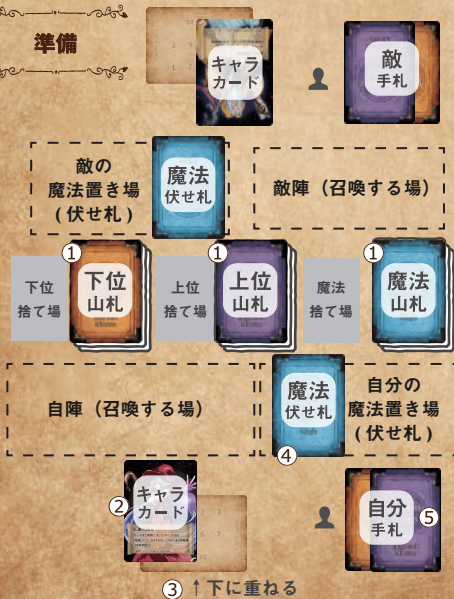 準備
キャラ
カード
敵
手札
敵の
魔法置き場
(伏せ札)
魔法
伏せ札
敵陣（召喚する場）
下位
捨て場
①
下位
山札
上位
捨て場
①
上位
山札
魔法
捨て場
①
魔法
山札
自陣（召喚する場）
魔法
伏せ札
④
自分の
魔法置き場
(伏せ札)
②
キャラ
カード
自分
手札
⑤
③ ↑下に重ねる